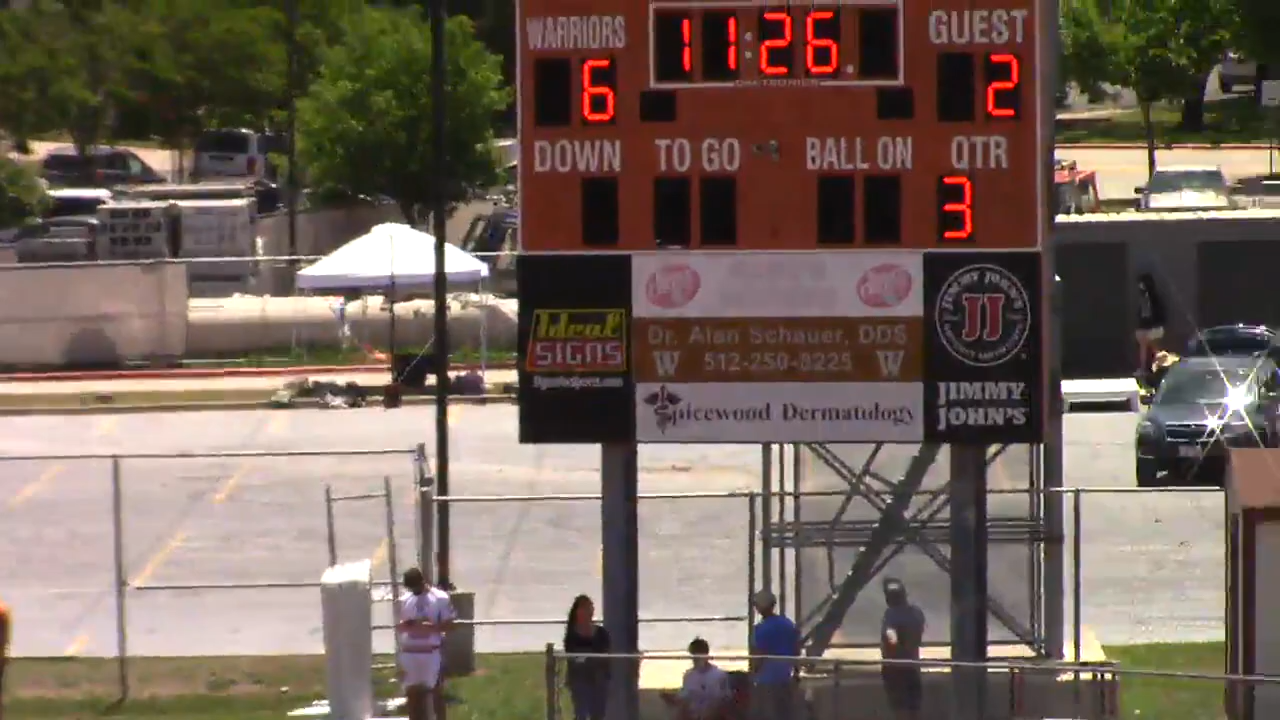 WARRIORS
11:26
GUEST
6
2
DAKTRONICS
DOWN
TO GO
BALL ON
QTR
3
Ideal
SIGNS
Dr. Alan Schauer, DDS
W 512-250-8225 W
Spicewood Dermatology
JIMMY JOHN'S
JJ
JIMMY
JOHN'S